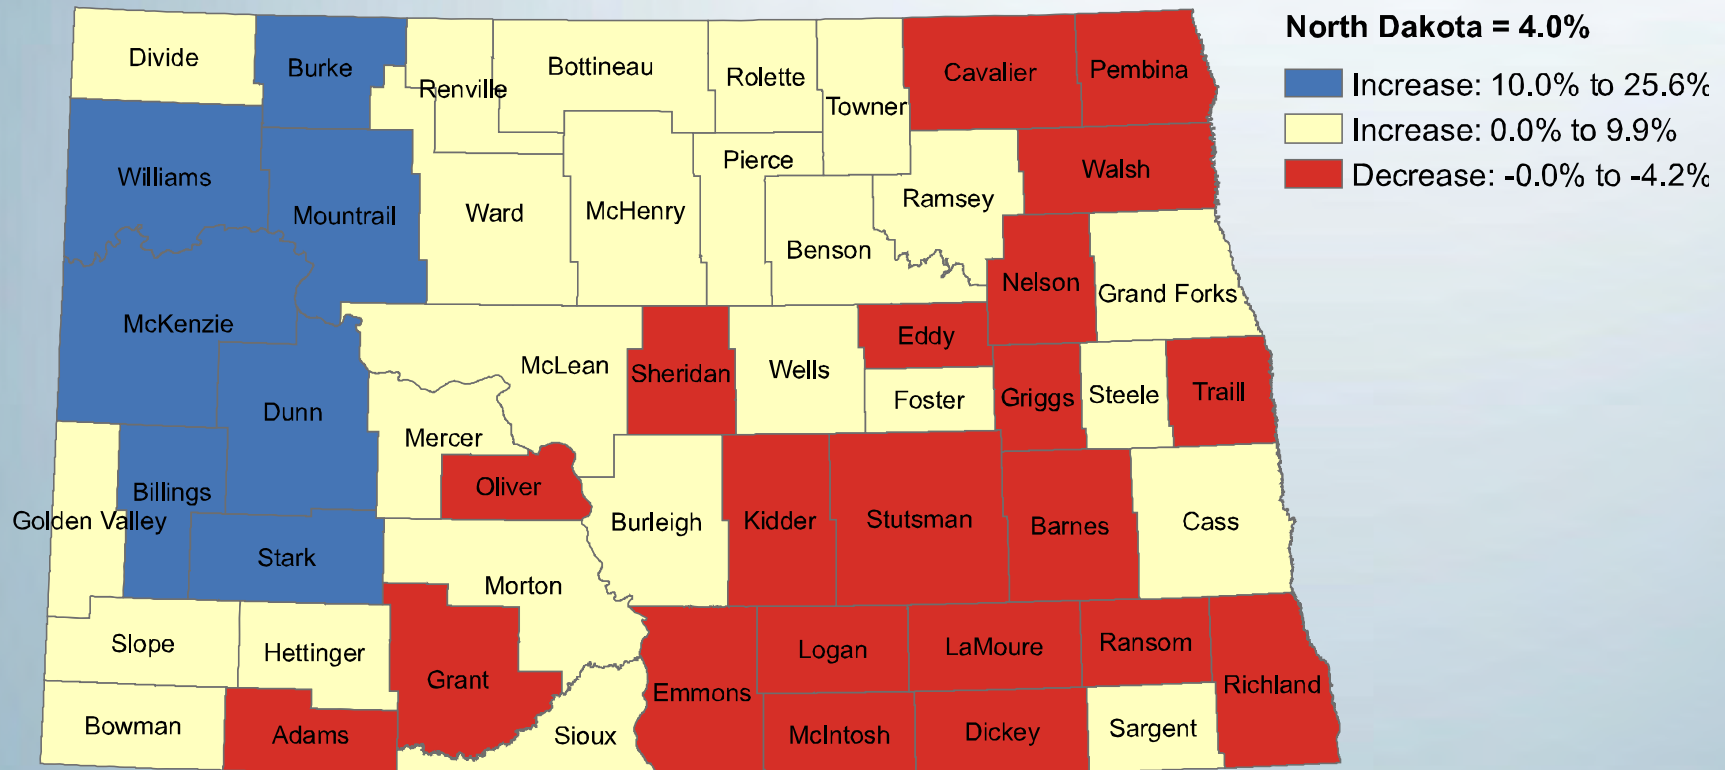 North Dakota = 4.0%
Increase: 10.0% to 25.6%
Increase: 0.0% to 9.9%
Decrease: -0.0% to -4.2%
Divide
Burke
Renville
Bottineau
Rolette
Towner
Cavalier
Pembina
Williams
Mountrail
Ward
McHenry
Pierce
Benson
Ramsey
Walsh
McKenzie
Nelson
Grand Forks
Dunn
McLean
Sheridan
Wells
Eddy
Foster
Griggs
Steele
Traill
Mercer
Oliver
Golden Valley
Billings
Stark
Burleigh
Kidder
Stutsman
Barnes
Cass
Morton
Slope
Hettinger
Grant
Emmons
Logan
LaMoure
Ransom
Richland
Bowman
Adams
Sioux
McIntosh
Dickey
Sargent